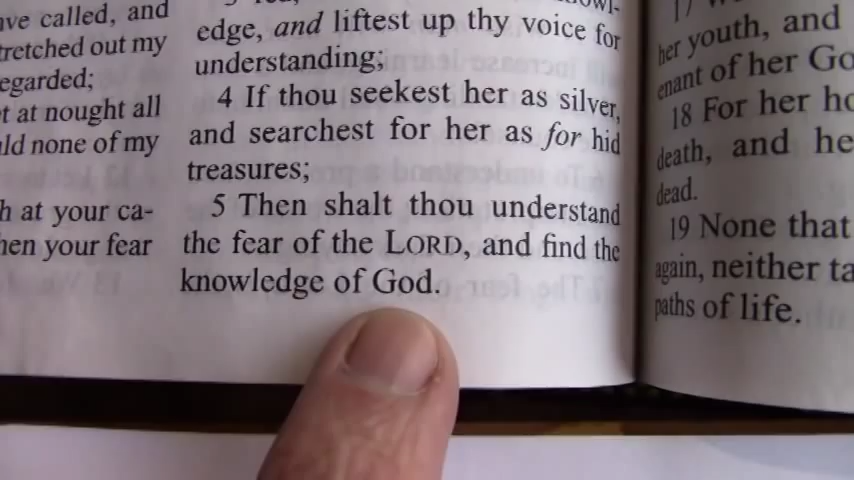 called, and
tretched out my
egarded;
at nought all
none of my
at your ca-
your fear
edge, and liftest up thy voice for
understanding;
4 If thou seekest her as silver,
and searchest for her as for hid
treasures;
5 Then shalt thou understand
the fear of the LORD, and find the
knowledge of God.
17
her youth, and
enant of her Go
18 For her ho
death, and he
dead.
19 None that
again, neither ta
paths of life.